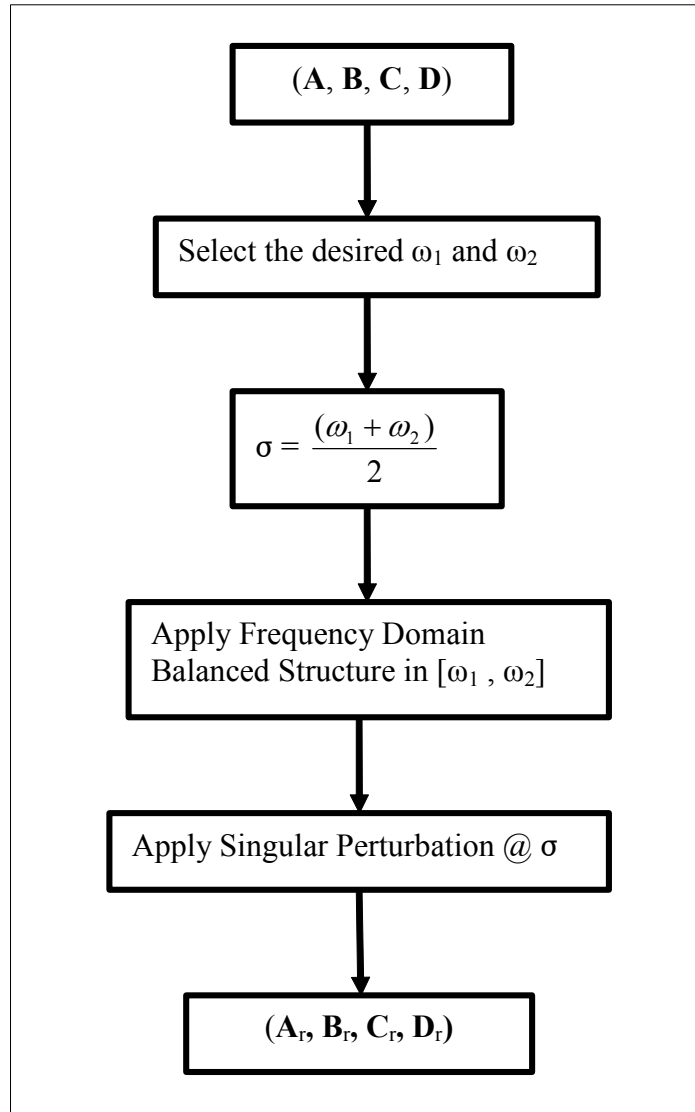 (A, B, C, D)
Select the desired ω₁ and ω₂
σ = (ω₁ + ω₂) / 2
Apply Frequency Domain
Balanced Structure in [ω₁ , ω₂]
Apply Singular Perturbation @ σ
(Aᵣ, Bᵣ, Cᵣ, Dᵣ)